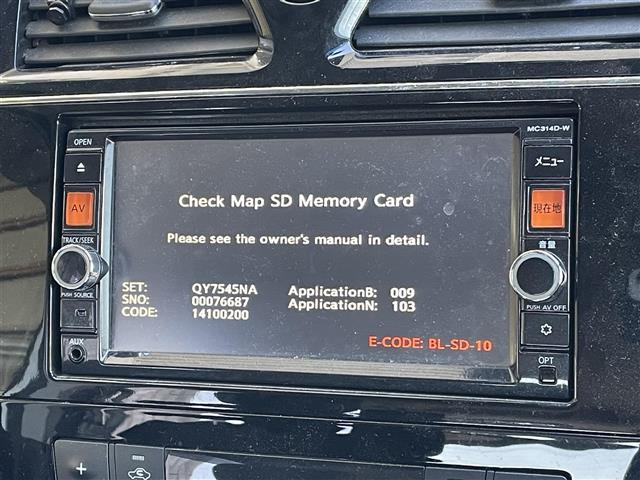 OPEN
MC314D-W
メニュー
AV
現在地
TRACK/SEEK
音量
PUSH SOURCE
PUSH AV OFF
AUX
OPT
Check Map SD Memory Card
Please see the owner's manual in detail.
SET: QY7545NA ApplicationB: 009
SNO: 00076687 ApplicationN: 103
CODE: 14100200
E-CODE: BL-SD-10
+